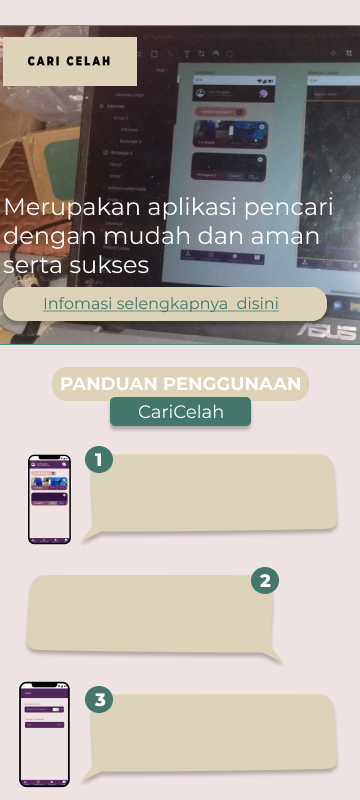 CARI CELAH
Merupakan aplikasi pencari
dengan mudah dan aman
serta sukses
Infomasi selengkapnya disini
PANDUAN PENGGUNAAN
CariCelah
1
2
3
ASUS